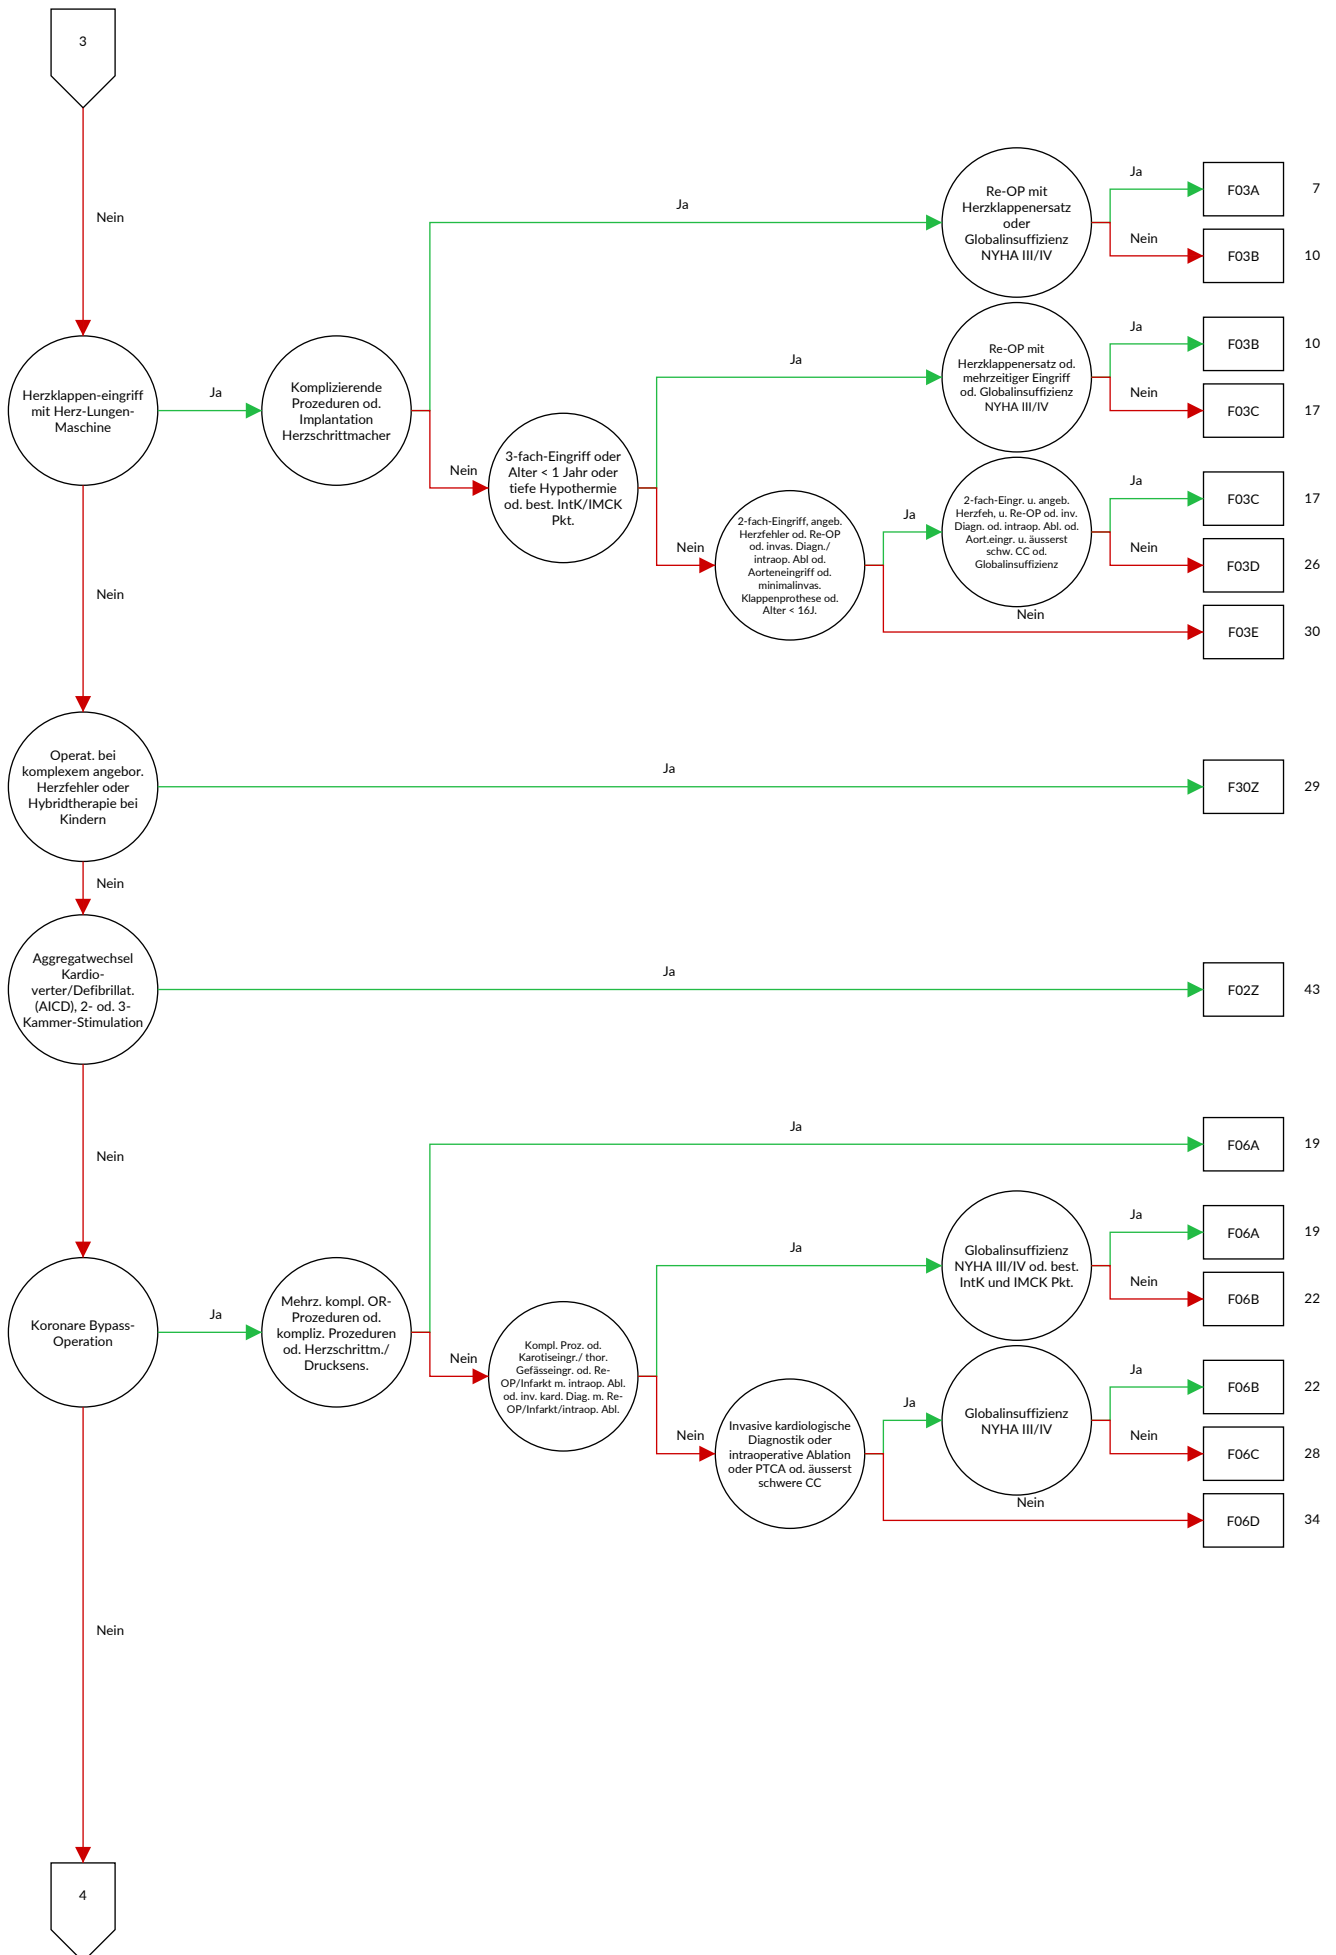 3
Nein
Herzklappen-eingriff
mit Herz-Lungen-
Maschine
Ja
Komplizierende
Prozeduren od.
Implantation
Herzschrittmacher
Ja
Re-OP mit
Herzklappenersatz
oder
Globalinsuffizienz
NYHA III/IV
Ja
F03A
7
Nein
F03B
10
Nein
3-fach-Eingriff oder
Alter < 1 Jahr oder
tiefe Hypothermie
od. best. IntK/IMCK
Pkt.
Ja
Re-OP mit
Herzklappenersatz od.
mehrzeitiger Eingriff
od. Globalinsuffizienz
NYHA III/IV
Ja
F03B
10
Nein
F03C
17
Nein
2-fach-Eingriff, angeb.
Herzfehler od. Re-OP
od. invas. Diagn./
intraop. Abl od.
Aorteneingriff od.
minimalinvas.
Klappenprothese od.
Alter < 16J.
Ja
2-fach-Eingr. u. angeb.
Herzfeh, u. Re-OP od. inv.
Diagn. od. intraop. Abl. od.
Aort.eingr. u. äusserst
schw. CC od.
Globalinsuffizienz
Ja
F03C
17
Nein
F03D
26
Nein
F03E
30
Nein
Operat. bei
komplexem angebor.
Herzfehler oder
Hybridtherapie bei
Kindern
Ja
F30Z
29
Nein
Aggregatwechsel
Kardio-
verter/Defibrillat.
(AICD), 2- od. 3-
Kammer-Stimulation
Ja
F02Z
43
Nein
Koronare Bypass-
Operation
Ja
Mehrz. kompl. OR-
Prozeduren od.
kompliz. Prozeduren
od. Herzschrittm./
Drucksens.
Ja
F06A
19
Nein
Kompl. Proz. od.
Karotiseingr./ thor.
Gefässeingr. od. Re-
OP/Infarkt m. intraop. Abl.
od. inv. kard. Diag. m. Re-
OP/Infarkt/intraop. Abl.
Ja
Globalinsuffizienz
NYHA III/IV od. best.
IntK und IMCK Pkt.
Ja
F06A
19
Nein
F06B
22
Nein
Invasive kardiologische
Diagnostik oder
intraoperative Ablation
oder PTCA od. äusserst
schwere CC
Ja
Globalinsuffizienz
NYHA III/IV
Ja
F06B
22
Nein
F06C
28
Nein
F06D
34
Nein
4